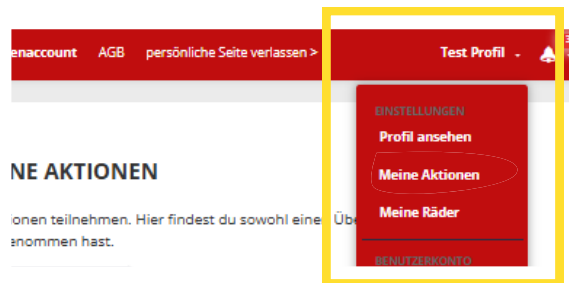 enaccount AGB persönliche Seite verlassen > Test Profil
EINSTELLUNGEN
Profil ansehen
NE AKTIONEN
Meine Aktionen
ionen teilnehmen. Hier findest du sowohl einen Übe
Meine Räder
enommen hast.
BENUTZERKONTO